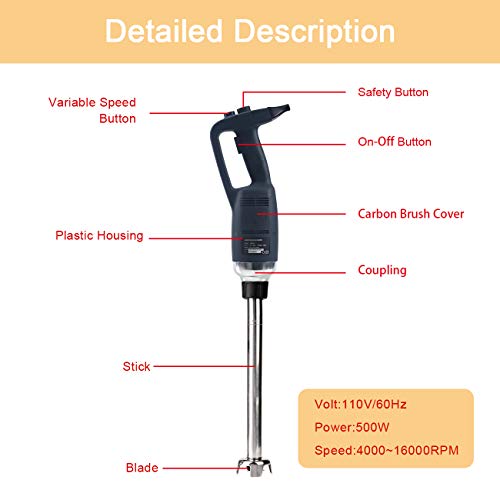 Detailed Description
Safety Button
Variable Speed
Button
On-Off Button
Carbon Brush Cover
Plastic Housing
Coupling
Stick
Blade
Volt:110V/60Hz
Power:500W
Speed:4000~16000RPM